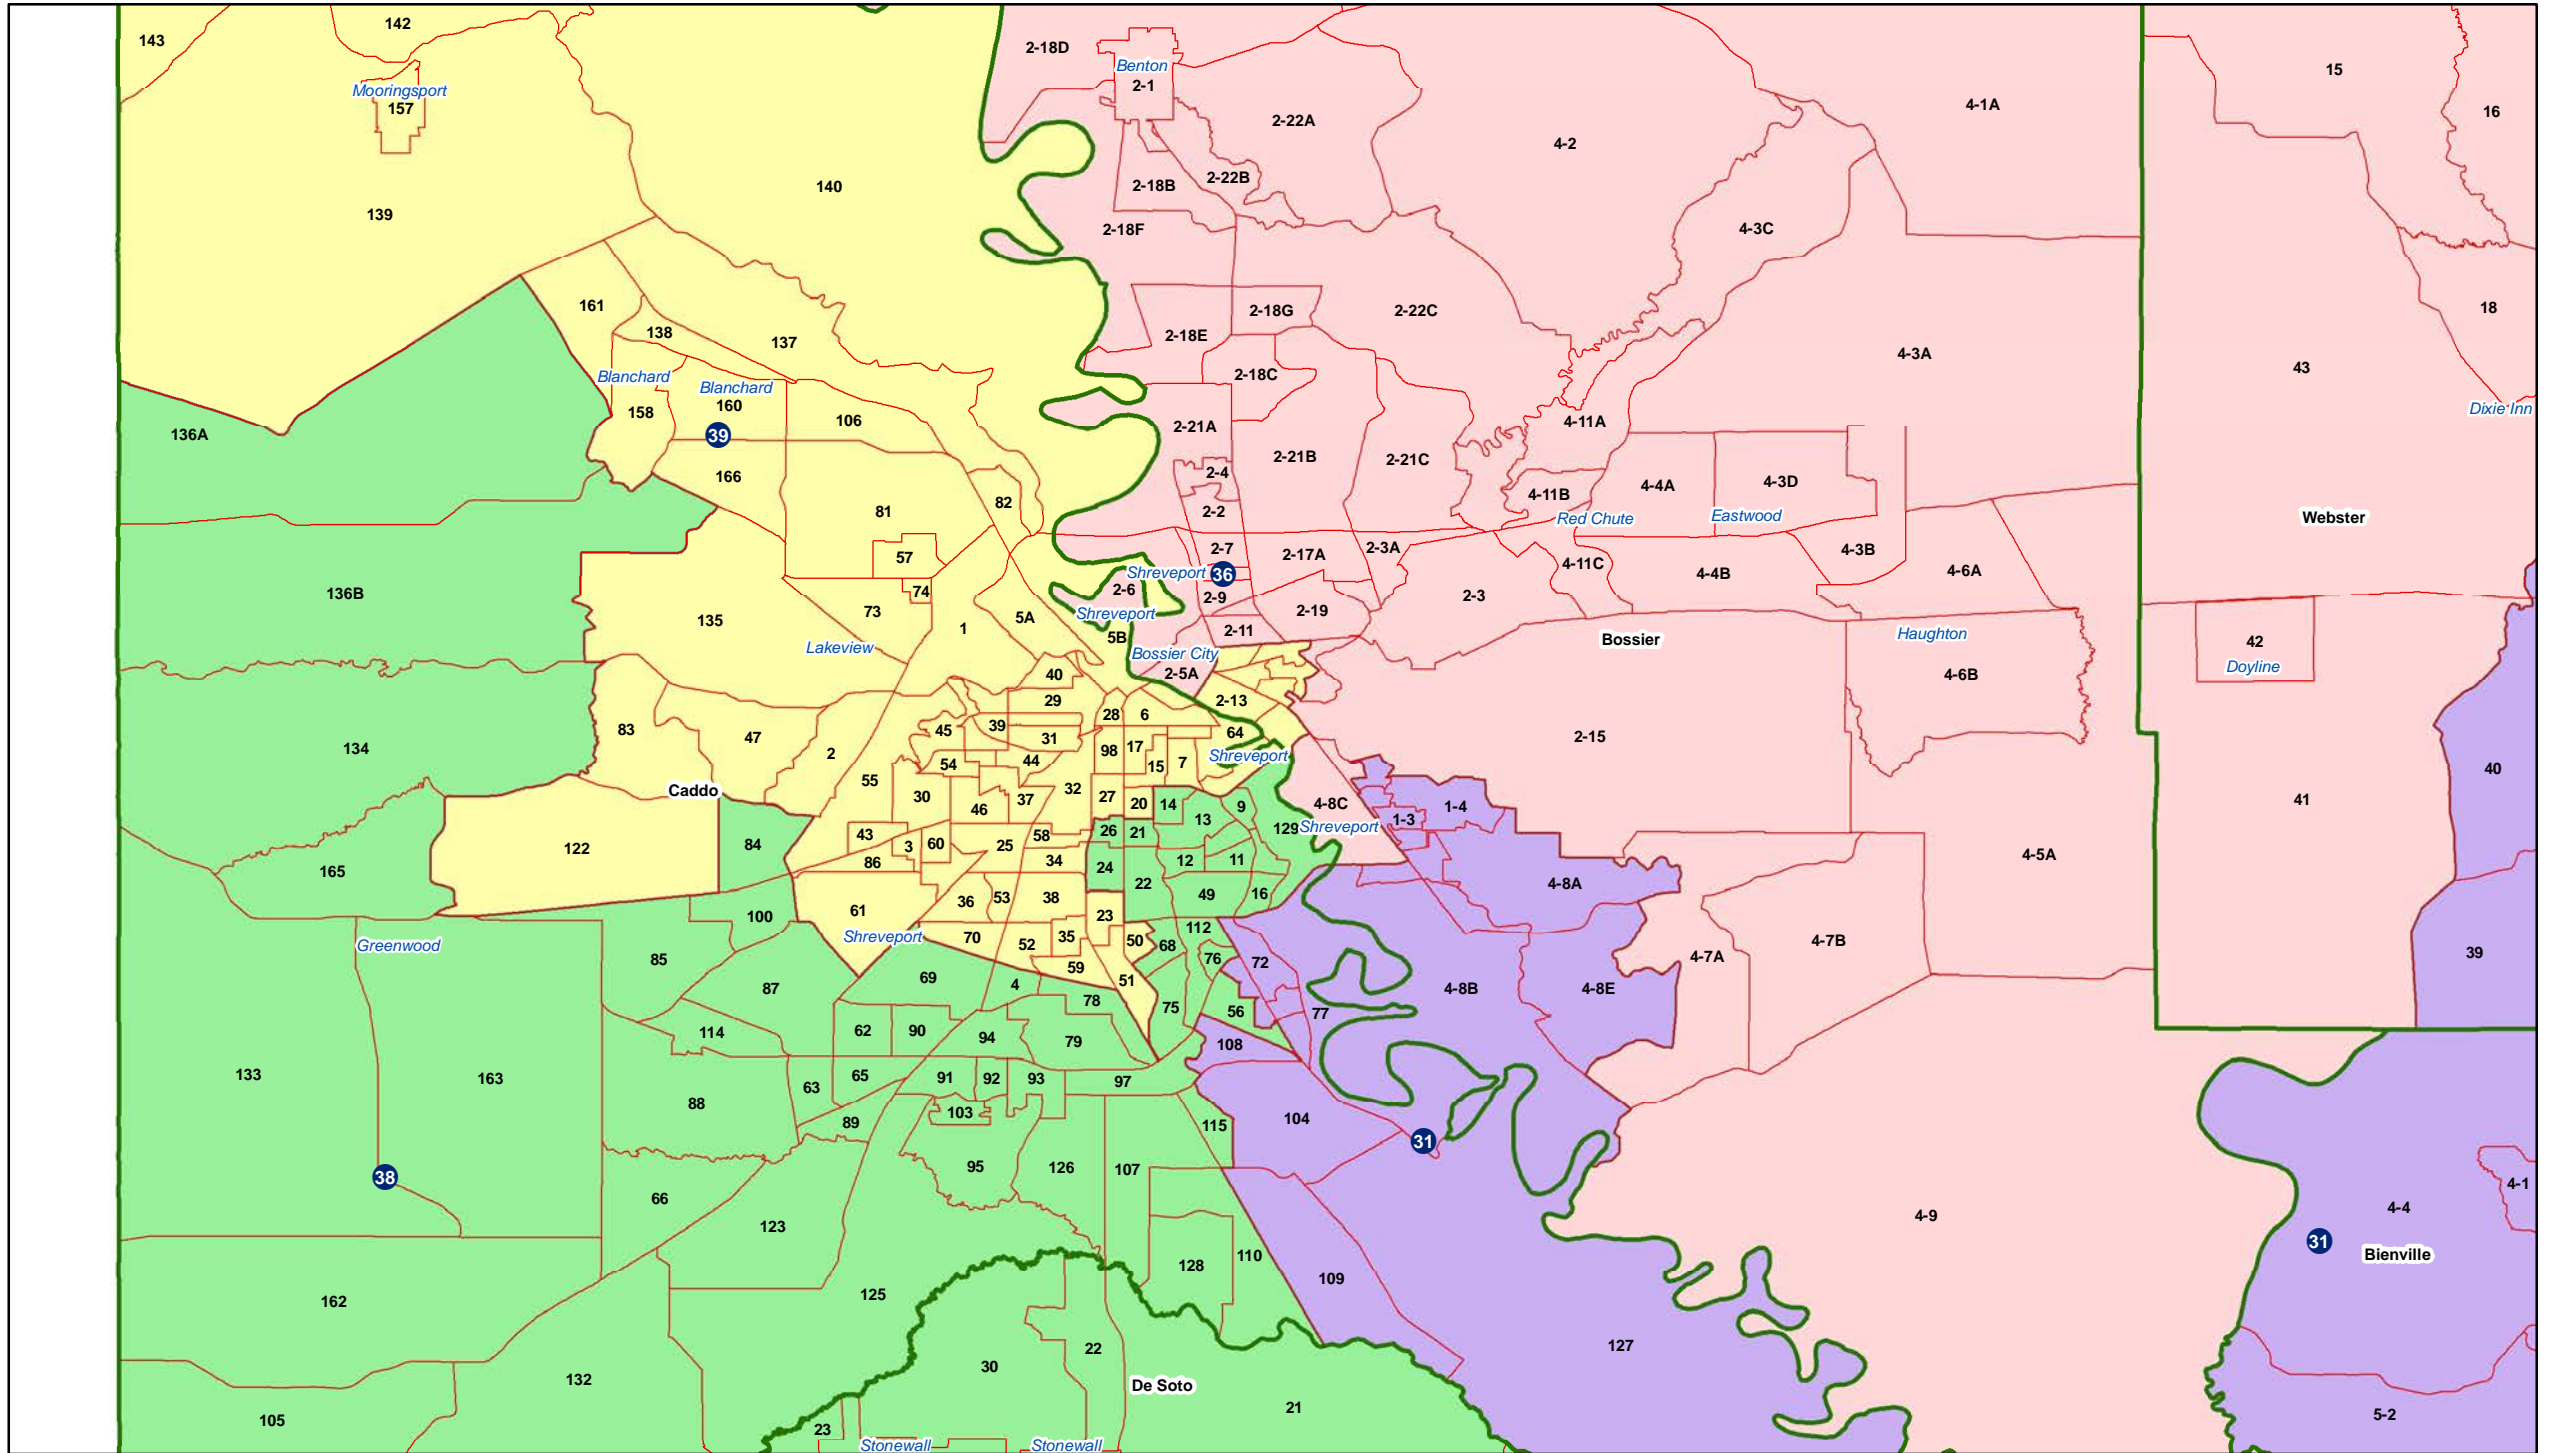 143
142
2-18D
Benton
2-1
15
16
Mooringsport
157
2-22A
4-1A
4-2
140
2-18B
2-22B
139
2-18F
4-3C
161
138
137
2-18G
2-22C
2-18E
18
4-3A
43
Blanchard
Blanchard
2-18C
158
160
106
Dixie Inn
136A
39
2-21A
4-11A
2-21B
2-21C
2-4
166
4-4A
4-3D
4-11B
82
81
2-2
Red Chute
Eastwood
Webster
57
2-7
2-17A
2-3A
4-3B
4-11C
4-4B
4-6A
Shreveport
36
136B
74
2-6
2-9
2-3
73
2-19
Shreveport
135
1
5A
5B
2-11
Bossier
Haughton
42
Lakeview
Bossier City
Doyline
40
2-5A
4-6B
29
2-13
28
6
83
47
45
39
31
64
2-15
134
2
98
17
Shreveport
54
44
15
7
40
55
Caddo
32
30
46
37
27
20
14
9
4-8C
1-4
41
13
1-3
129
Shreveport
43
58
26
21
122
84
3
60
25
86
34
24
12
11
4-5A
165
22
4-8A
49
16
36
53
38
61
23
100
112
Greenwood
Shreveport
70
52
35
50
68
4-7B
85
59
76
72
4-7A
39
69
4
51
87
78
75
4-8B
4-8E
56
77
114
62
90
94
79
108
133
163
65
91
92
93
97
63
88
103
104
89
115
31
95
126
107
38
66
4-1
123
4-9
4-4
31
128
110
Bienville
109
125
162
127
22
30
132
De Soto
21
105
23
5-2
Stonewall
Stonewall